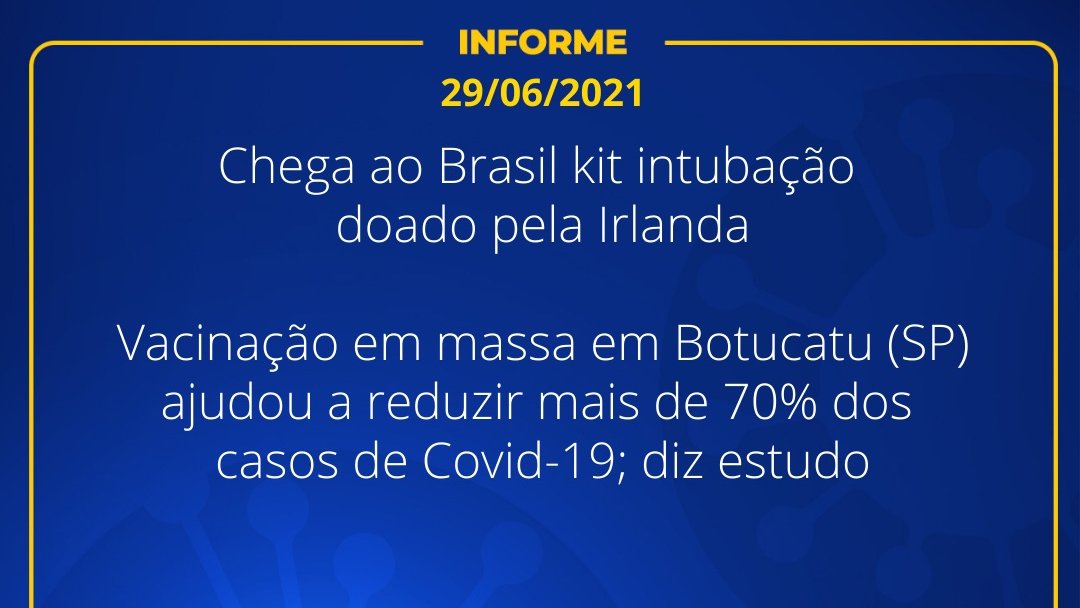 INFORME
29/06/2021
Chega ao Brasil kit intubação
doado pela Irlanda
Vacinação em massa em Botucatu (SP)
ajudou a reduzir mais de 70% dos
casos de Covid-19; diz estudo